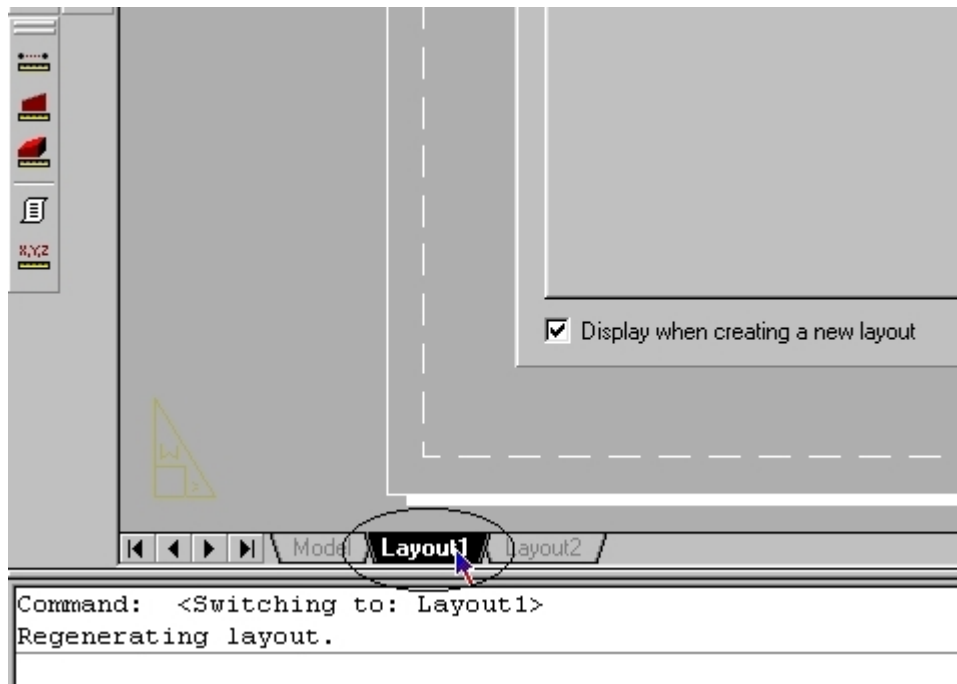 X,Y,Z
Display when creating a new layout
W
Model Layout1 Layout2
Command: <Switching to: Layout1>
Regenerating layout.